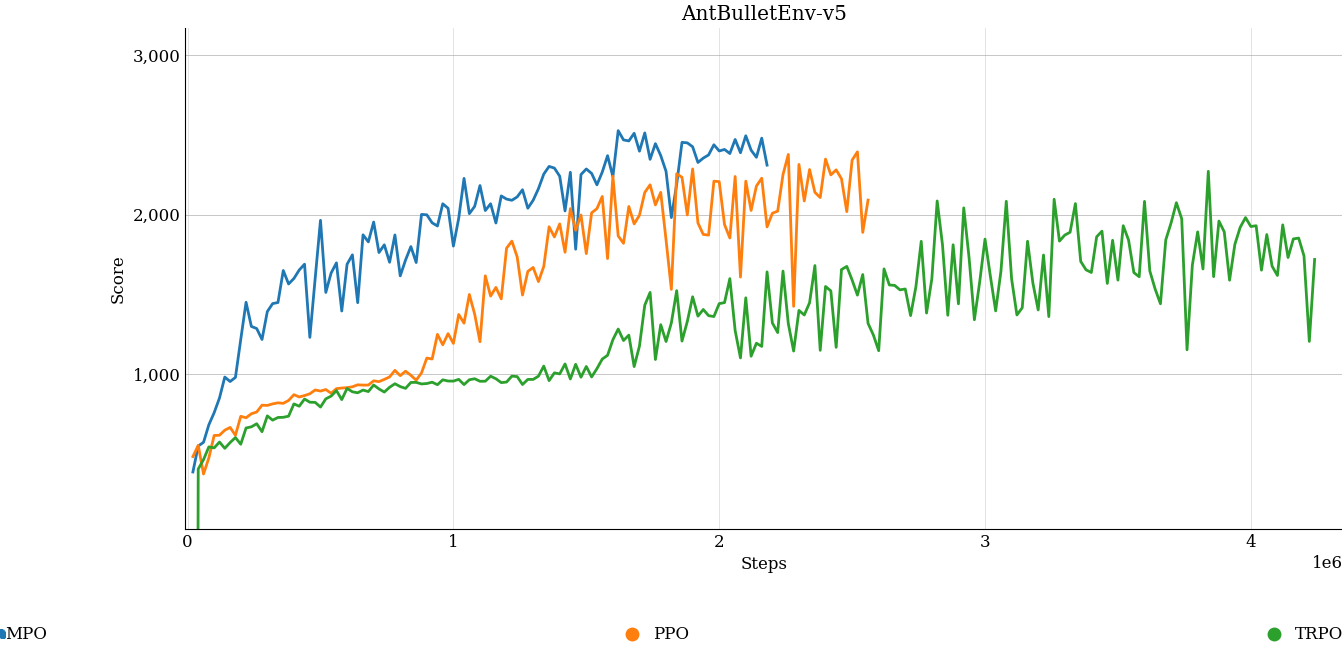 AntBulletEnv-v5
3,000
2,000
1,000
Score
0 1 2 3 4
Steps
1e6
MPO PPO TRPO